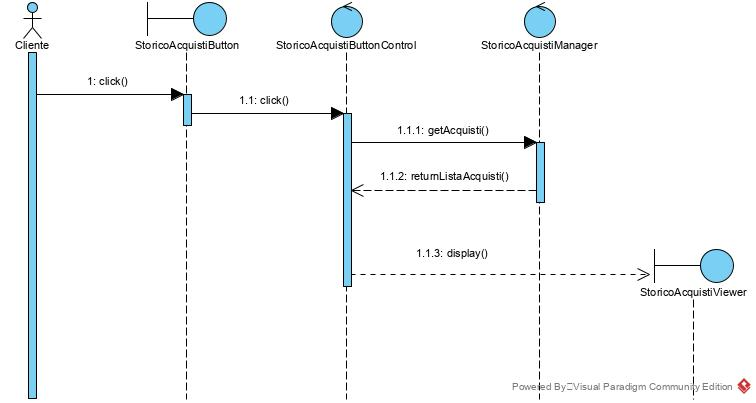 Cliente
StoricoAcquistiButton
StoricoAcquistiButtonControl
StoricoAcquistiManager
1: click()
1.1: click()
1.1.1: getAcquisti()
1.1.2: returnListaAcquisti()
1.1.3: display()
StoricoAcquistiViewer
Powered By Visual Paradigm Community Edition